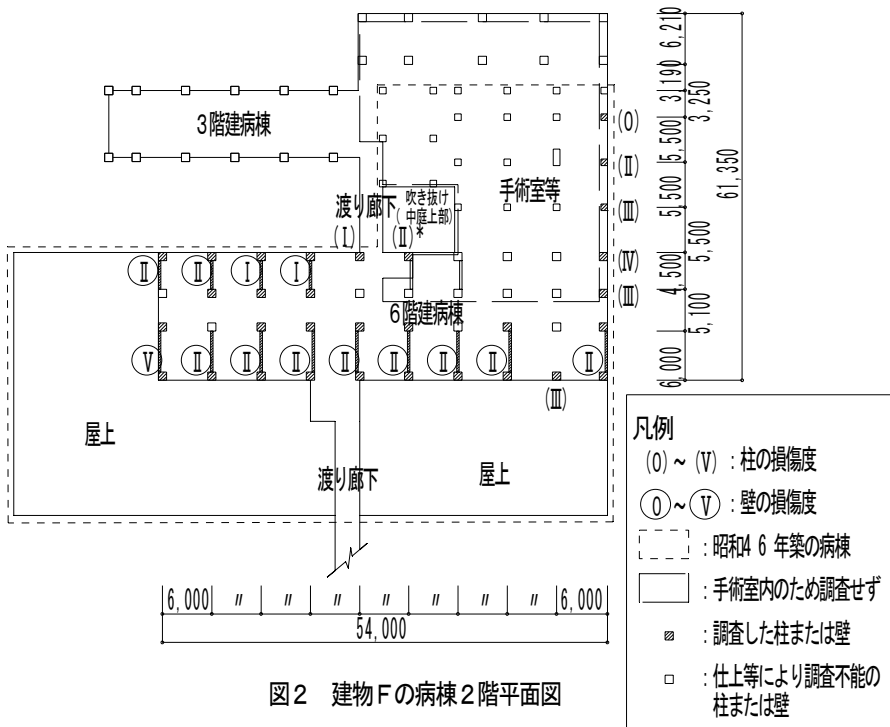 6,210
3,190
3,250
5,500
5,500
5,500
4,500
5,100
6,000
61,350
3階建病棟
(0)
(Ⅱ)
手術室等
渡り廊下
吹き抜け
(中庭上部)
(Ⅲ)
(Ⅰ)
(Ⅱ)*
(Ⅳ)
Ⅱ
Ⅱ
Ⅰ
Ⅰ
(Ⅲ)
6階建病棟
Ⅴ
Ⅱ
Ⅱ
Ⅱ
Ⅱ
Ⅱ
Ⅱ
Ⅱ
Ⅱ
(Ⅲ)
屋上
渡り廊下
屋上
凡例
(0)~(Ⅴ):柱の損傷度
0~Ⅴ:壁の損傷度
:昭和46年築の病棟
:手術室内のため調査せず
:調査した柱または壁
:仕上等により調査不能の
柱または壁
6,000 〃 〃 〃 〃 〃 〃 〃 6,000
54,000
図2 建物Fの病棟2階平面図